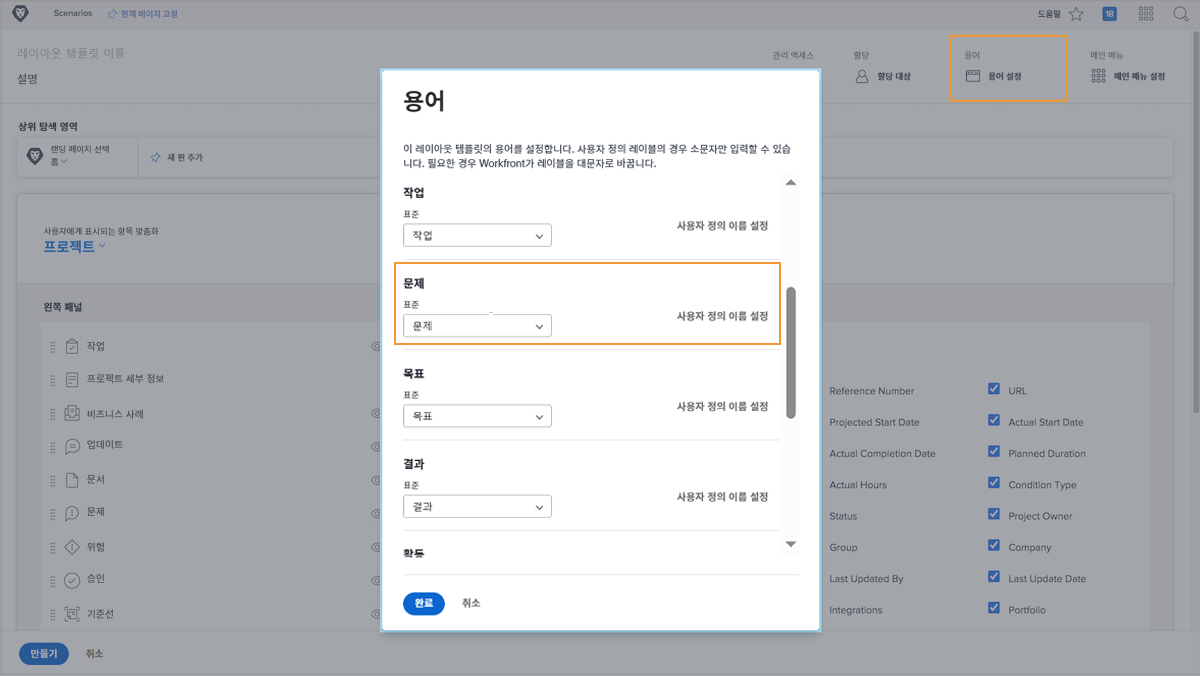 Scenarios
현재 페이지 고정
도움말
18
레이아웃 템플릿 이름
설명
관리 액세스
할당
할당 대상
용어
용어 설정
메인 메뉴
메인 메뉴 설정
상위 탐색 영역
랜딩 페이지 선택
홈
새 핀 추가
사용자에게 표시되는 항목 맞춤화
프로젝트
왼쪽 패널
작업
프로젝트 세부 정보
비즈니스 사례
업데이트
문서
문제
위험
승인
기준선
용어
이 레이아웃 템플릿의 용어를 설정합니다. 사용자 정의 레이블의 경우 소문자만 입력할 수 있습
니다. 필요한 경우 Workfront가 레이블을 대문자로 바꿉니다.
작업
표준
작업
사용자 정의 이름 설정
문제
표준
문제
사용자 정의 이름 설정
목표
표준
목표
사용자 정의 이름 설정
결과
표준
결과
사용자 정의 이름 설정
활동
완료
취소
Reference Number
URL
Projected Start Date
Actual Start Date
Actual Completion Date
Planned Duration
Actual Hours
Condition Type
Status
Project Owner
Group
Company
Last Updated By
Last Update Date
Integrations
Portfolio
만들기
취소